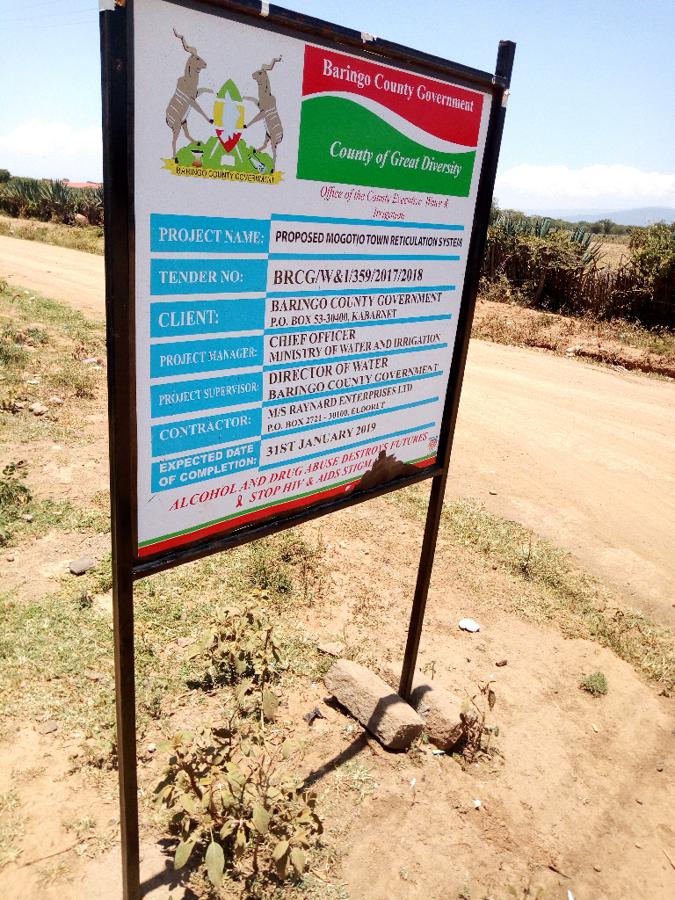 BARINGO COUNTY GOVERNMENT
Baringo County Government
County of Great Diversity
Office of the County Executive Water &
Irrigation
PROJECT NAME: PROPOSED MOGOTIO TOWN RETICULATION SYSTEM
TENDER NO: BRCG/W&I/359/2017/2018
CLIENT: BARINGO COUNTY GOVERNMENT
P.O. BOX 53-30400, KABARNET
PROJECT MANAGER: CHIEF OFFICER
MINISTRY OF WATER AND IRRIGATION
PROJECT SUPERVISOR: DIRECTOR OF WATER
BARINGO COUNTY GOVERNMENT
CONTRACTOR: M/S RAYNARD ENTERPRISES LTD
P.O. BOX 2721 - 30100, ELDORET
EXPECTED DATE
OF COMPLETION: 31ST JANUARY 2019
ALCOHOL AND DRUG ABUSE DESTROYS FUTURES
STOP HIV & AIDS STIGMA